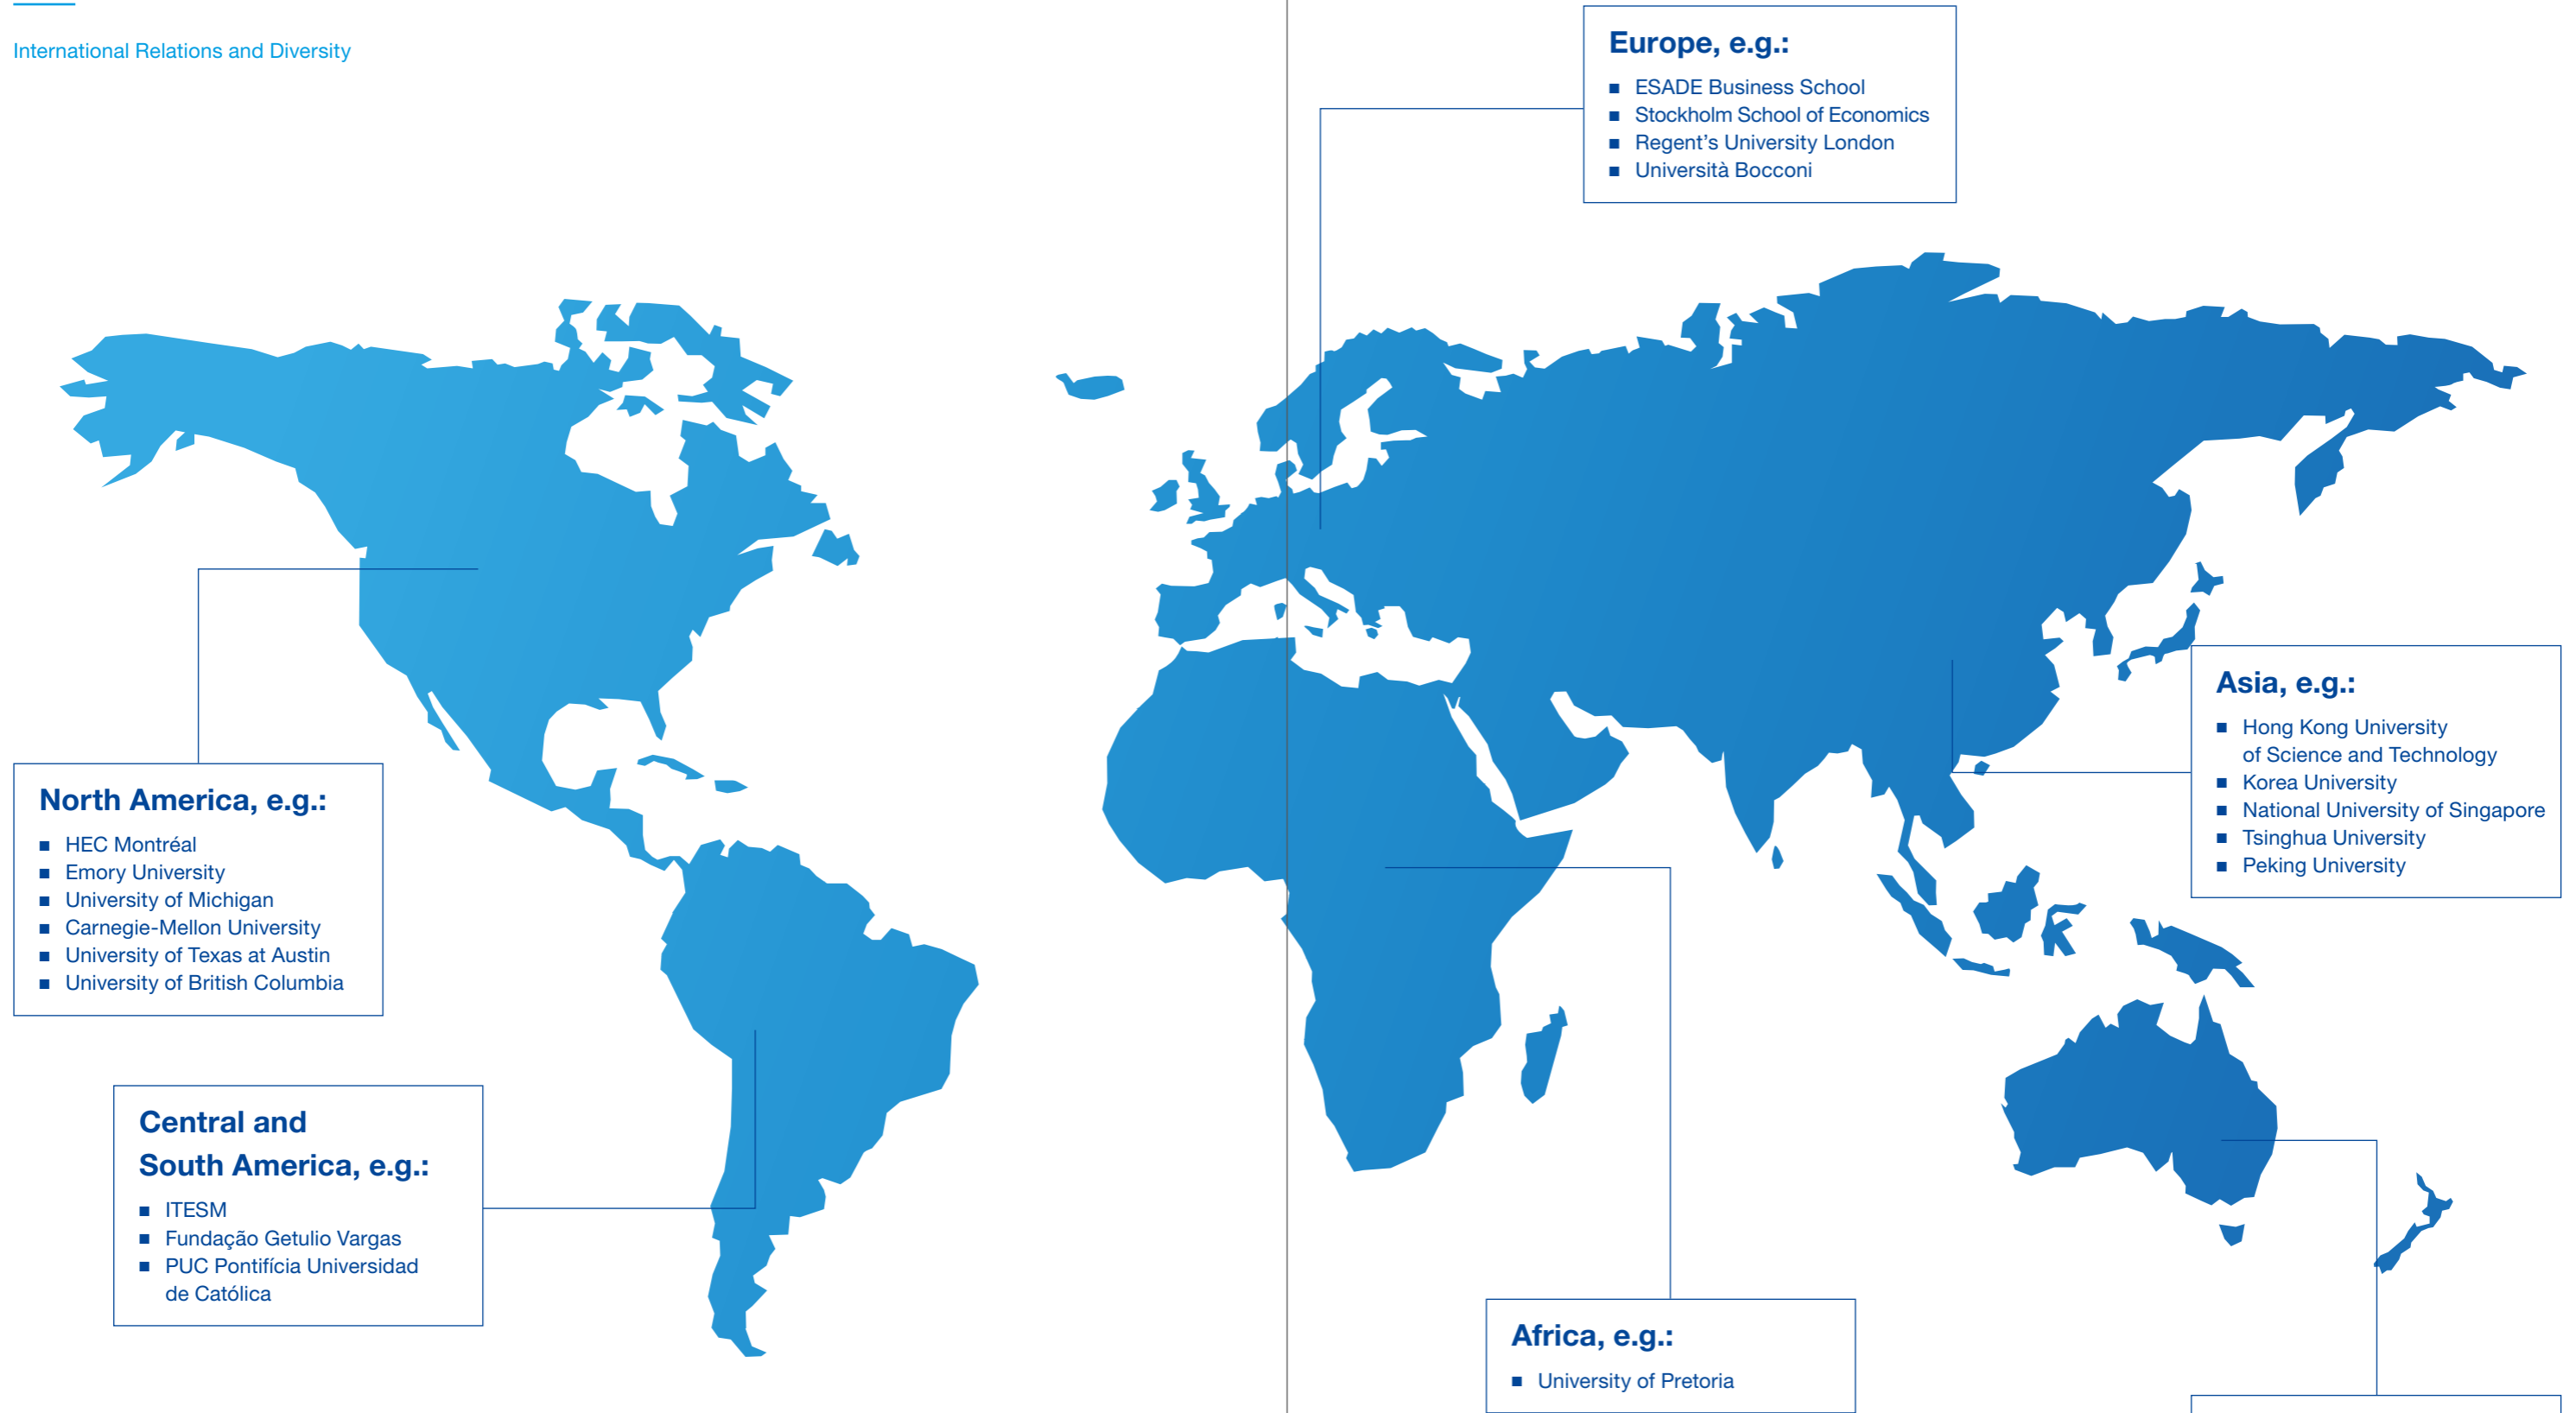 International Relations and Diversity
Europe, e.g.:
■ ESADE Business School
■ Stockholm School of Economics
■ Regent's University London
■ Università Bocconi
North America, e.g.:
■ HEC Montréal
■ Emory University
■ University of Michigan
■ Carnegie-Mellon University
■ University of Texas at Austin
■ University of British Columbia
Central and
South America, e.g.:
■ ITESM
■ Fundação Getulio Vargas
■ PUC Pontifícia Universidad
de Católica
Asia, e.g.:
■ Hong Kong University
of Science and Technology
■ Korea University
■ National University of Singapore
■ Tsinghua University
■ Peking University
Africa, e.g.:
■ University of Pretoria